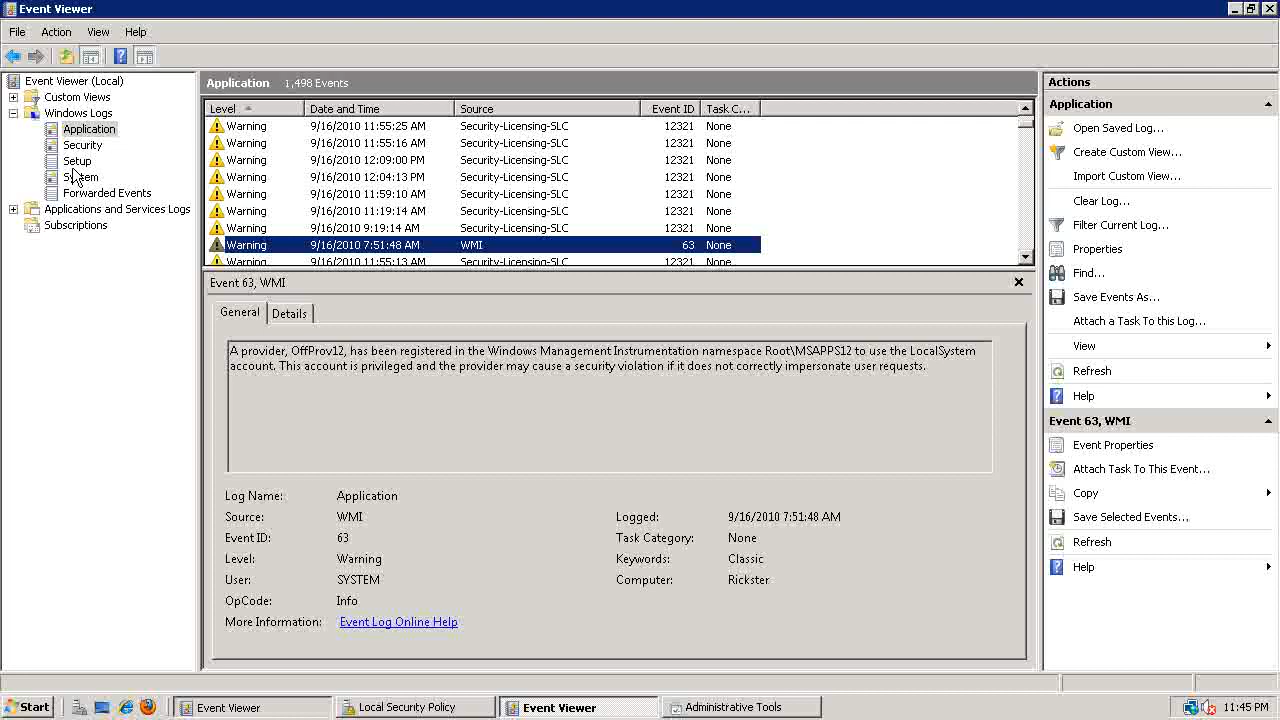 Event Viewer
File Action View Help
Event Viewer (Local)
Custom Views
Windows Logs
Application
Security
Setup
System
Forwarded Events
Applications and Services Logs
Subscriptions
Application 1,498 Events
Level Date and Time Source Event ID Task C...
Warning 9/16/2010 11:55:25 AM Security-Licensing-SLC 12321 None
Warning 9/16/2010 11:55:16 AM Security-Licensing-SLC 12321 None
Warning 9/16/2010 12:09:00 PM Security-Licensing-SLC 12321 None
Warning 9/16/2010 12:04:13 PM Security-Licensing-SLC 12321 None
Warning 9/16/2010 11:59:10 AM Security-Licensing-SLC 12321 None
Warning 9/16/2010 11:19:14 AM Security-Licensing-SLC 12321 None
Warning 9/16/2010 9:19:14 AM Security-Licensing-SLC 12321 None
Warning 9/16/2010 7:51:48 AM WMI 63 None
Warning 9/16/2010 11:55:13 AM Security-Licensing-SLC 12321 None
Event 63, WMI
General Details
A provider, OffProv12, has been registered in the Windows Management Instrumentation namespace Root\MSAPPS12 to use the LocalSystem
account. This account is privileged and the provider may cause a security violation if it does not correctly impersonate user requests.
Log Name: Application
Source: WMI Logged: 9/16/2010 7:51:48 AM
Event ID: 63 Task Category: None
Level: Warning Keywords: Classic
User: SYSTEM Computer: Rickster
OpCode: Info
More Information: Event Log Online Help
Actions
Application
Open Saved Log...
Create Custom View...
Import Custom View...
Clear Log...
Filter Current Log...
Properties
Find...
Save Events As...
Attach a Task To this Log...
View
Refresh
Help
Event 63, WMI
Event Properties
Attach Task To This Event...
Copy
Save Selected Events...
Refresh
Help
Start Event Viewer Local Security Policy Event Viewer Administrative Tools 11:45 PM